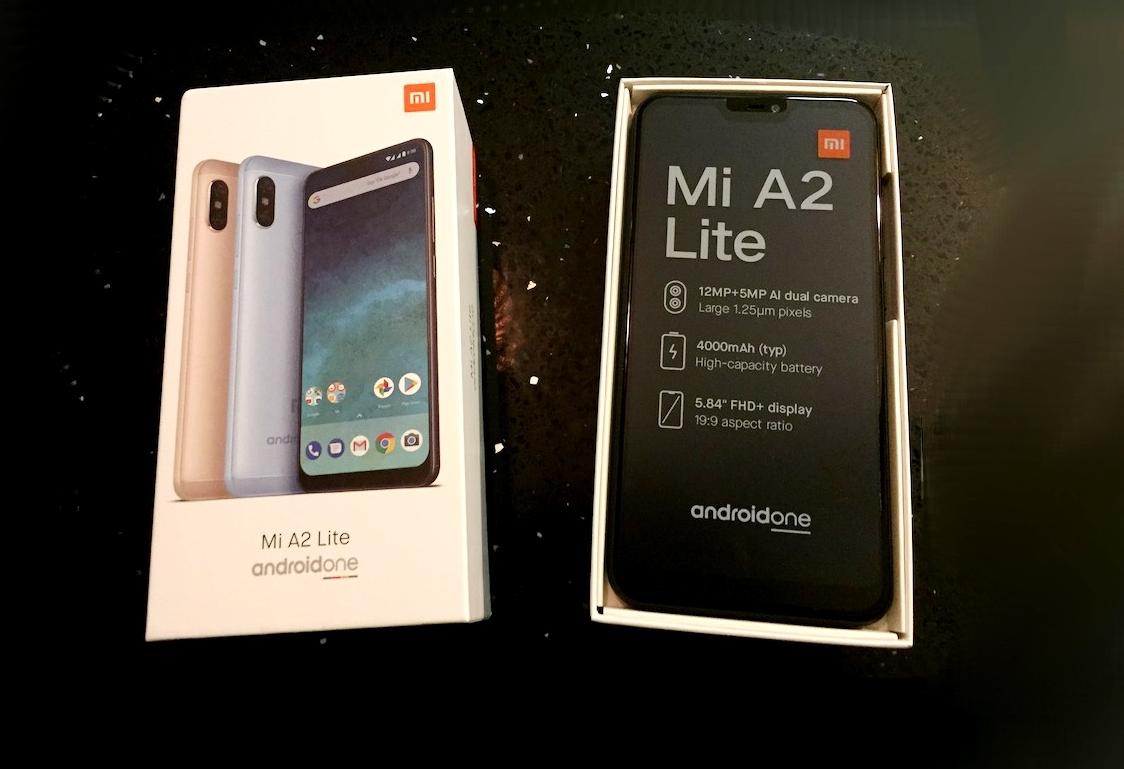 mi
Mi A2 Lite
androidone
mi
Mi A2
Lite
12MP+5MP AI dual camera
Large 1.25µm pixels
4000mAh (typ)
High-capacity battery
5.84" FHD+ display
19:9 aspect ratio
androidone